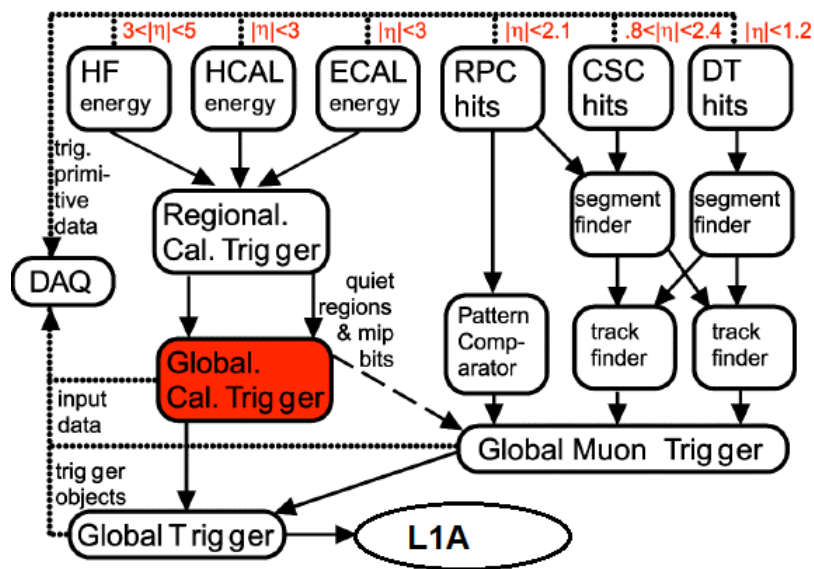 3<|η|<5 |η|<3 |η|<3 |η|<2.1 .8<|η|<2.4 |η|<1.2
HF
energy
HCAL
energy
ECAL
energy
RPC
hits
CSC
hits
DT
hits
trig.
primi-
tive
data
Regional.
Cal. Trigger
segment
finder
segment
finder
DAQ
quiet
regions
& mip
bits
Pattern
Comp-
arator
track
finder
track
finder
Global.
Cal. Trigger
input
data
Global Muon Trigger
trigger
objects
Global Trigger
L1A